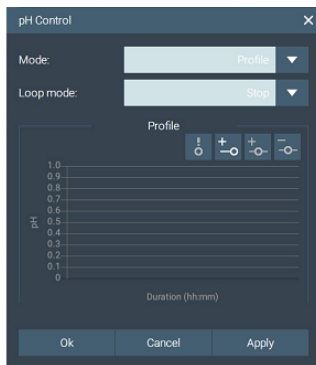 pH Control
Mode: Profile
Loop mode: Stop
Profile
1.0
0.9
0.8
0.7
0.6
0.5
0.4
0.3
0.2
0.1
0
pH
Duration (hh:mm)
Ok Cancel Apply